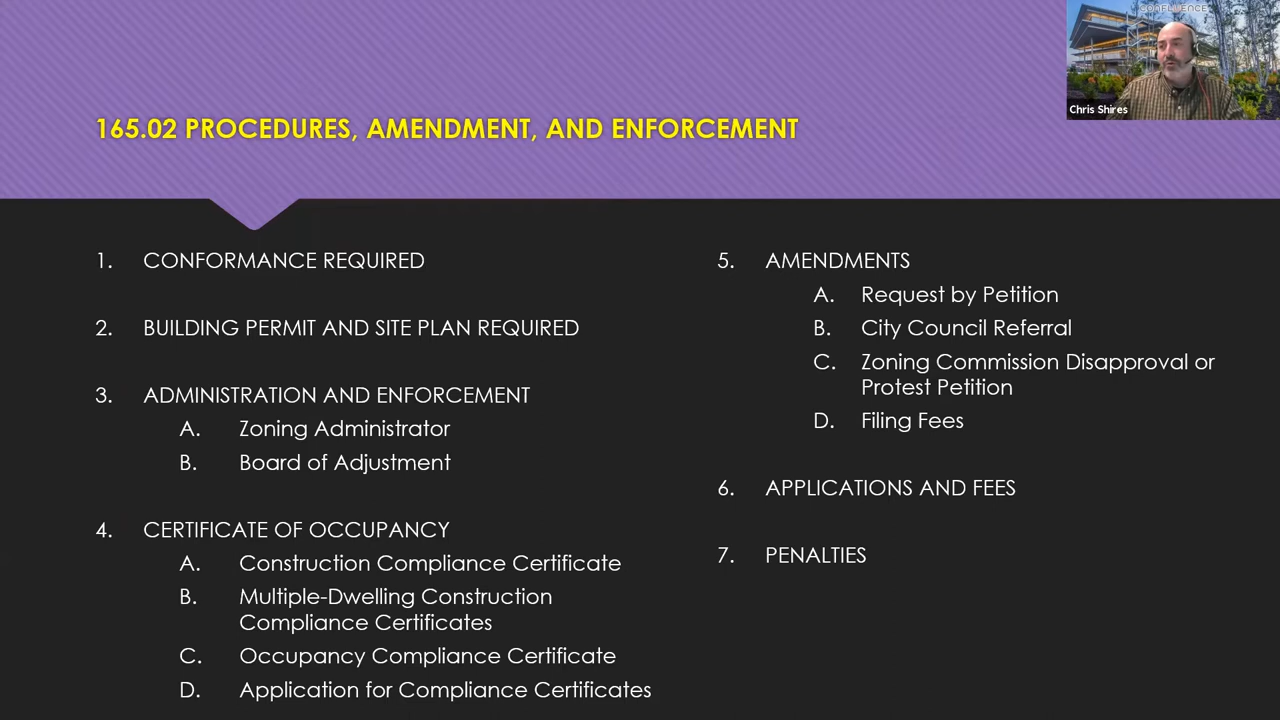 CONFLUENCE
Chris Shires
165.02 PROCEDURES, AMENDMENT, AND ENFORCEMENT
1. CONFORMANCE REQUIRED
2. BUILDING PERMIT AND SITE PLAN REQUIRED
3. ADMINISTRATION AND ENFORCEMENT
A. Zoning Administrator
B. Board of Adjustment
4. CERTIFICATE OF OCCUPANCY
A. Construction Compliance Certificate
B. Multiple-Dwelling Construction
Compliance Certificates
C. Occupancy Compliance Certificate
D. Application for Compliance Certificates
5. AMENDMENTS
A. Request by Petition
B. City Council Referral
C. Zoning Commission Disapproval or
Protest Petition
D. Filing Fees
6. APPLICATIONS AND FEES
7. PENALTIES